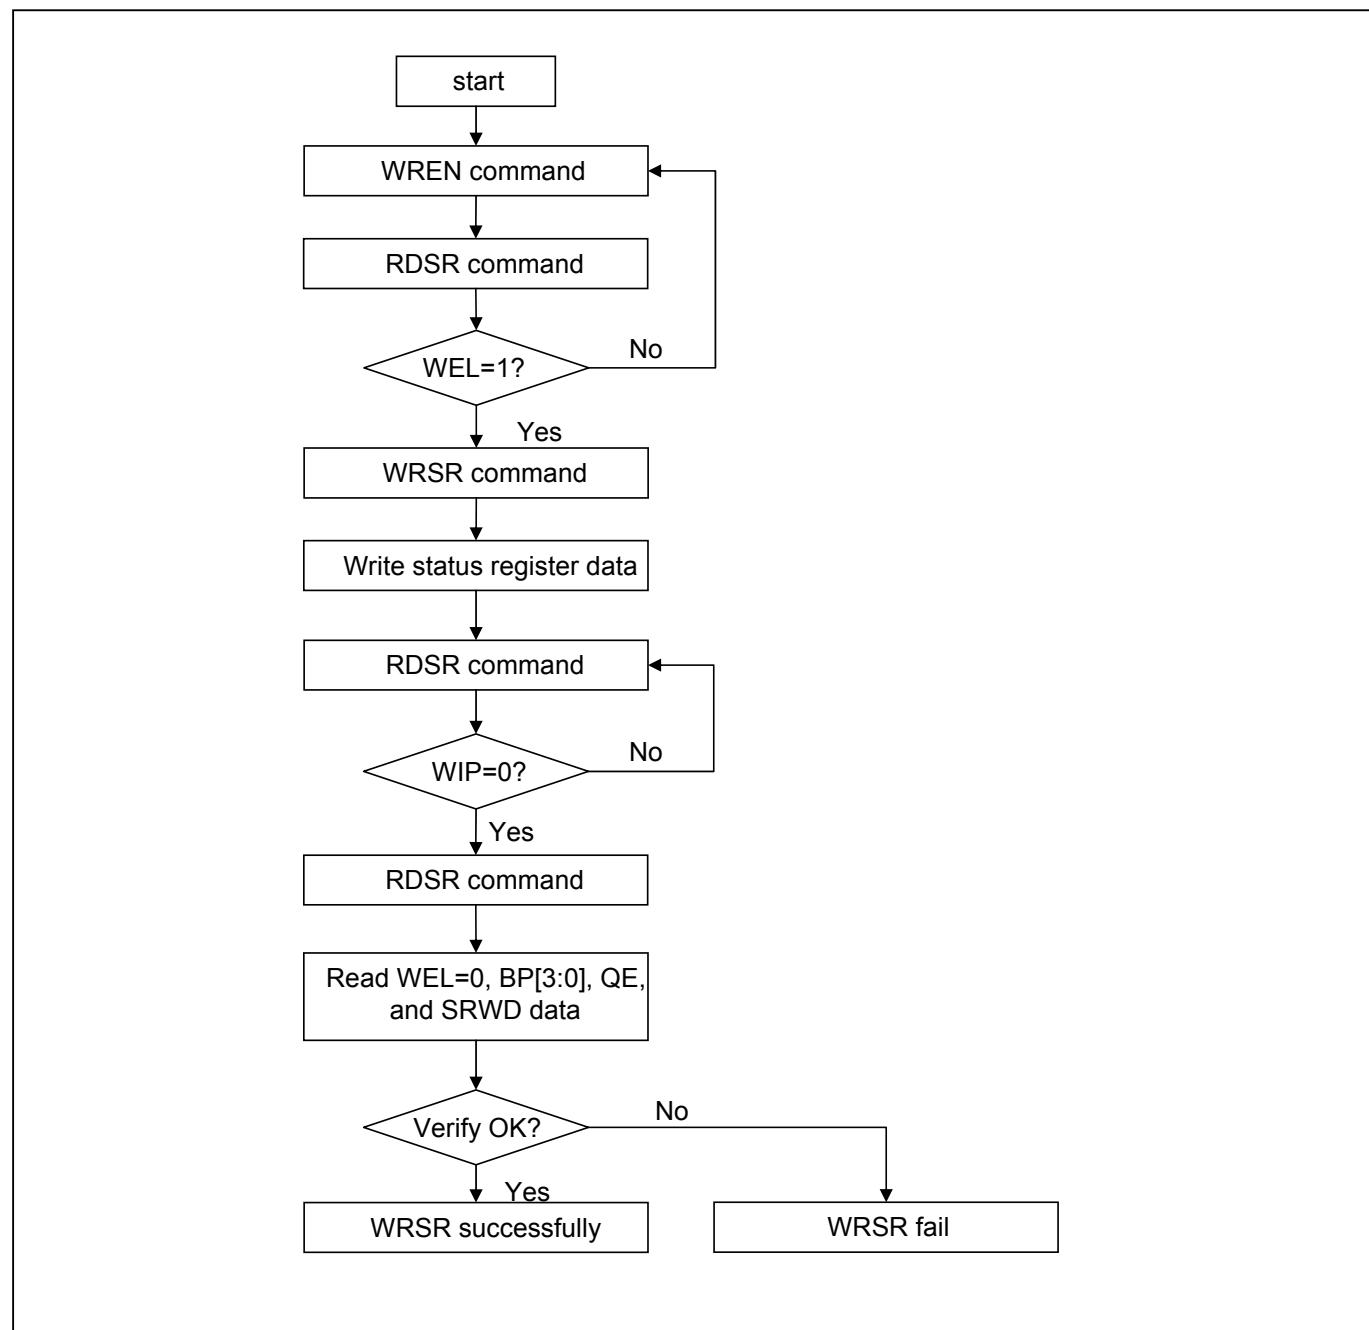 start
WREN command
RDSR command
WEL=1?
No
Yes
WRSR command
Write status register data
RDSR command
WIP=0?
No
Yes
RDSR command
Read WEL=0, BP[3:0], QE,
and SRWD data
Verify OK?
No
Yes
WRSR successfully
WRSR fail